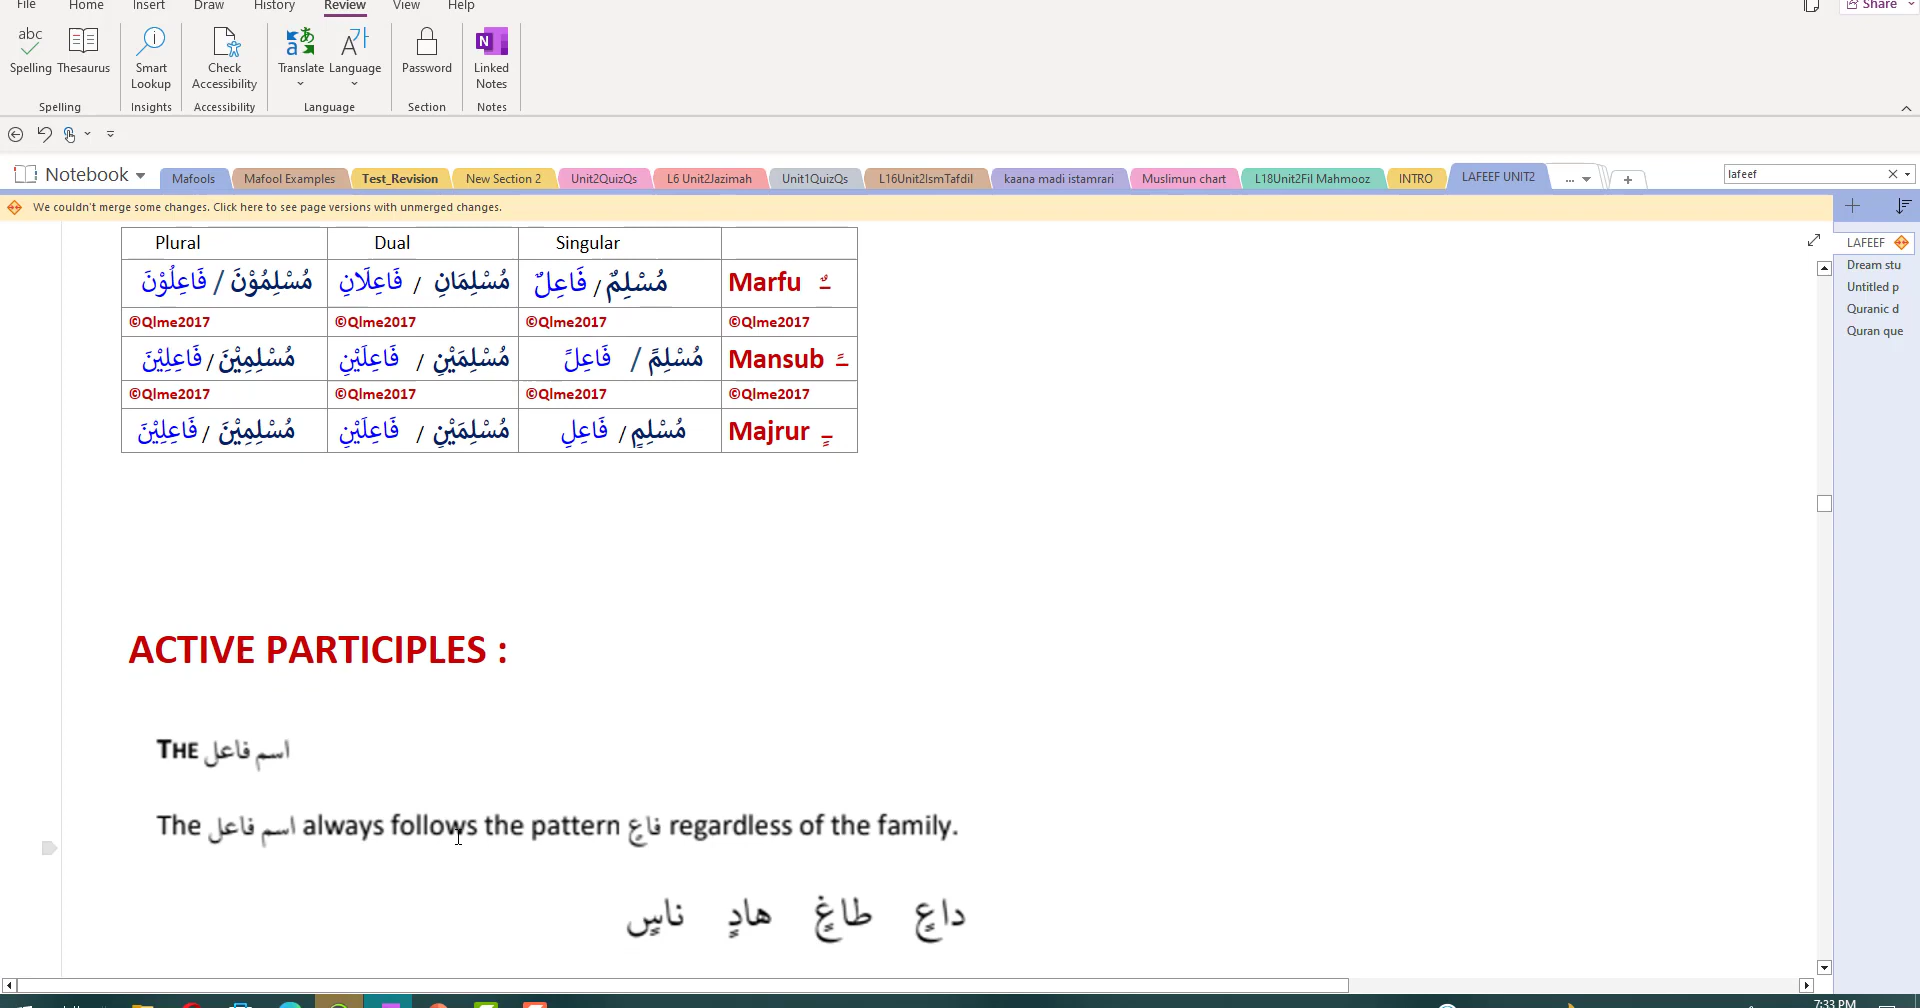 File Home Insert Draw History Review View Help Share
abc
Spelling Thesaurus Smart Lookup Check Accessibility Translate Language Password Linked Notes
Spelling Insights Accessibility Language Section Notes
Notebook Mafools Mafool Examples Test_Revision New Section 2 Unit2QuizQs L6 Unit2Jazimah Unit1QuizQs L16Unit2IsmTafdil kaana madi istamrari Muslimun chart L18Unit2Fil Mahmooz INTRO LAFEEF UNIT2 ... lafeef
We couldn't merge some changes. Click here to see page versions with unmerged changes.
LAFEEF
Dream stu
Untitled p
Quranic d
Quran que
Plural Dual Singular
مُسْلِمُوْنَ / فَاعِلُوْنَ مُسْلِمَانِ / فَاعِلَانِ مُسْلِمٌ / فَاعِلٌ Marfu ـٌ
©Qlme2017 ©Qlme2017 ©Qlme2017 ©Qlme2017
مُسْلِمِيْنَ / فَاعِلِيْنَ مُسْلِمَيْنِ / فَاعِلَيْنِ مُسْلِمً / فَاعِلً Mansub ـً
©Qlme2017 ©Qlme2017 ©Qlme2017 ©Qlme2017
مُسْلِمِيْنَ / فَاعِلِيْنَ مُسْلِمَيْنِ / فَاعِلَيْنِ مُسْلِمٍ / فَاعِلِ Majrur ـٍ
ACTIVE PARTICIPLES :
THE اسم فاعل
The اسم فاعل always follows the pattern فاعٍ regardless of the family.
داعٍ طاغٍ هادٍ ناسٍ
7:33 PM